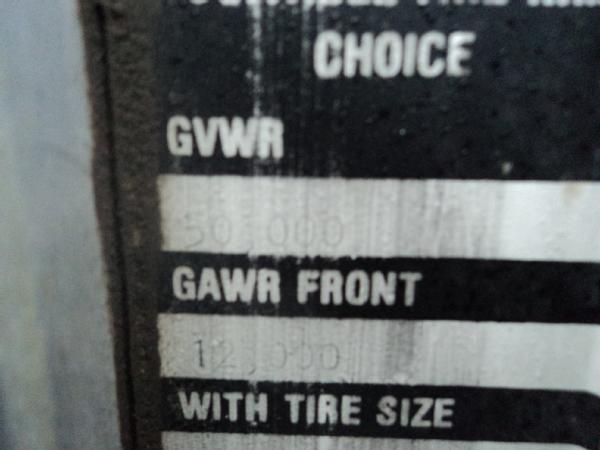 CHOICE
GVWR
50,000
GAWR FRONT
12,000
WITH TIRE SIZE